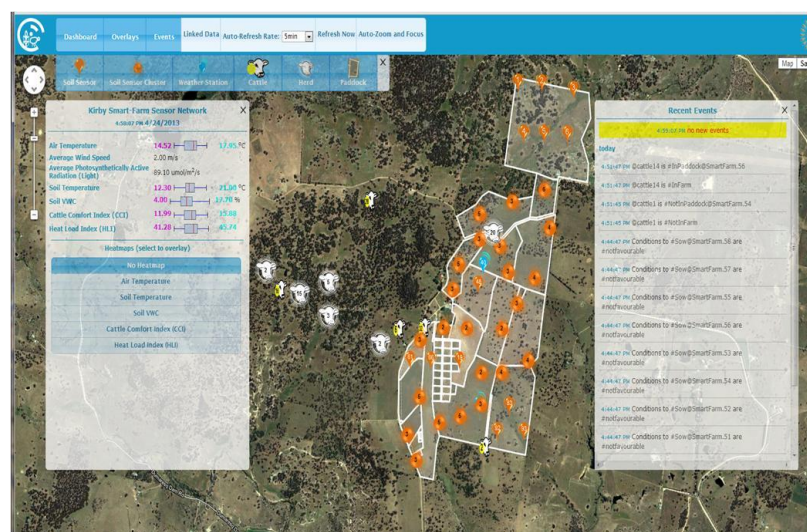 Dashboard Overlays Events Linked Data Auto-Refresh Rate: 5min Refresh Now Auto-Zoom and Focus
Soil Sensor Soil Sensor Cluster Weather Station Cattle Herd Paddock X
Map
Kirby Smart-Farm Sensor Network X
4:58:07 PM 4/24/2013
Air Temperature 14.52 17.95 °C
Average Wind Speed 2.00 m/s
Average Photosynthetically Active
Radiation (Light) 89.10 umol/m²/s
Soil Temperature 12.30 °C
Soil VWC 4.00 17.70 %
Cattle Comfort Index (CCI) 11.99
Heat Load Index (HLI) 41.28 45.74
Heatmaps (select to overlay)
No Heatmap
Air Temperature
Soil Temperature
Soil VWC
Cattle Comfort Index (CCI)
Heat Load Index (HLI)
Recent Events X
no new events
today
4:51:47 PM @cattle14 is #InPaddock@SmartFarm.56
4:51:47 PM @cattle14 is #InFarm
4:51:45 PM @cattle1 is #NotInPaddock@SmartFarm.54
4:51:45 PM @cattle1 is #NotInFarm
4:44:47 PM Conditions to #Sow@SmartFarm.56 are
#notfavourable
4:44:47 PM Conditions to #Sow@SmartFarm.57 are
#notfavourable
4:44:47 PM Conditions to #Sow@SmartFarm.55 are
#notfavourable
4:44:47 PM Conditions to #Sow@SmartFarm.56 are
#notfavourable
4:44:47 PM Conditions to #Sow@SmartFarm.53 are
#notfavourable
4:44:47 PM Conditions to #Sow@SmartFarm.54 are
#notfavourable
4:44:47 PM Conditions to #Sow@SmartFarm.52 are
#notfavourable
4:44:47 PM Conditions to #Sow@SmartFarm.51 are
#notfavourable